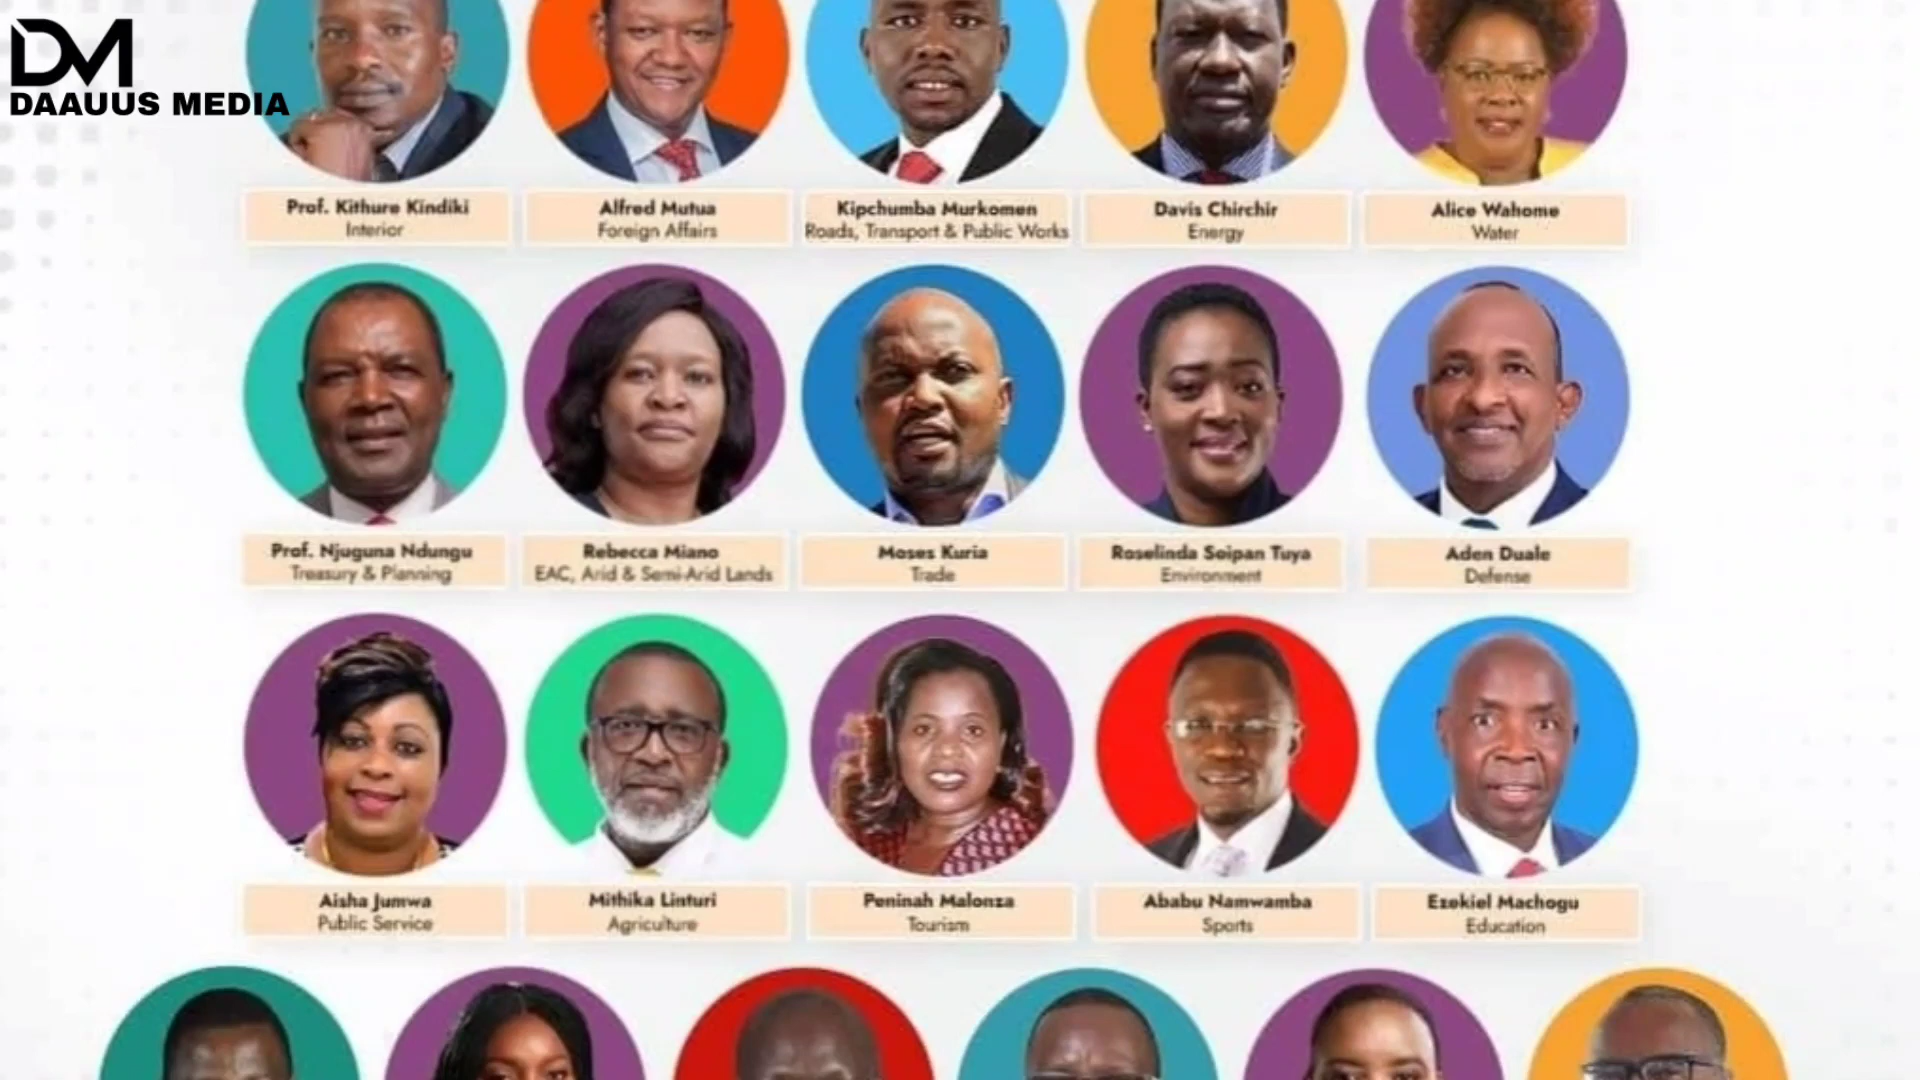 DM
DAAUUS MEDIA
Prof. Kithure Kindiki
Interior
Alfred Mutua
Foreign Affairs
Kipchumba Murkomen
Roads, Transport & Public Works
Davis Chirchir
Energy
Alice Wahome
Water
Prof. Njuguna Ndungu
Treasury & Planning
Rebecca Miano
EAC, Arid & Semi-Arid Lands
Moses Kuria
Trade
Roselinda Soipan Tuya
Environment
Aden Duale
Defense
Aisha Jumwa
Public Service
Mithika Linturi
Agriculture
Peninah Malonza
Tourism
Ababu Namwamba
Sports
Ezekiel Machogu
Education